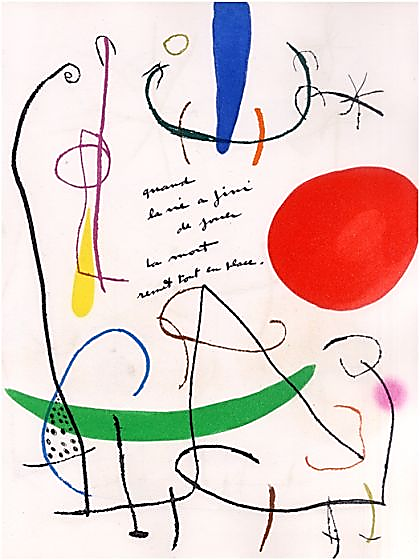 quand
la vie a fini
de jouer
la mort
remet tout en place.